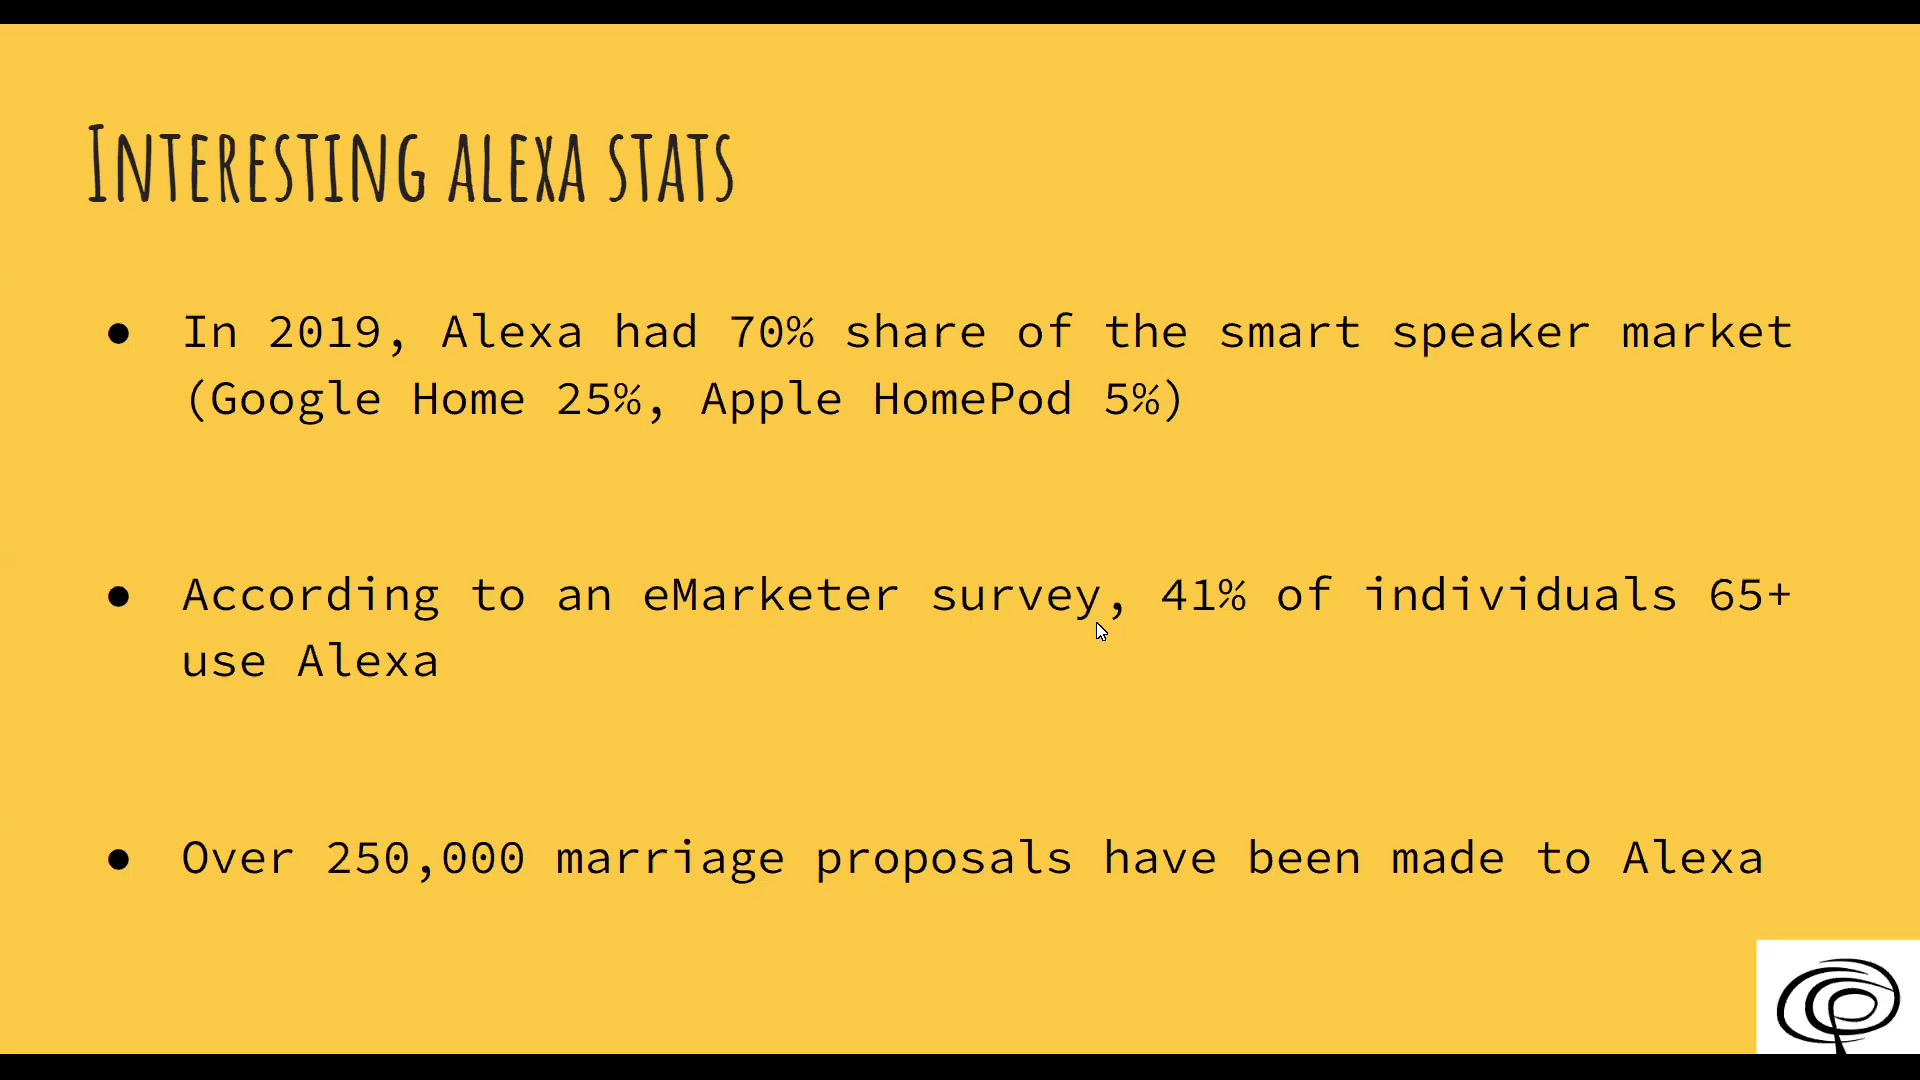 INTERESTING ALEXA STATS
● In 2019, Alexa had 70% share of the smart speaker market
(Google Home 25%, Apple HomePod 5%)
● According to an eMarketer survey, 41% of individuals 65+
use Alexa
● Over 250,000 marriage proposals have been made to Alexa